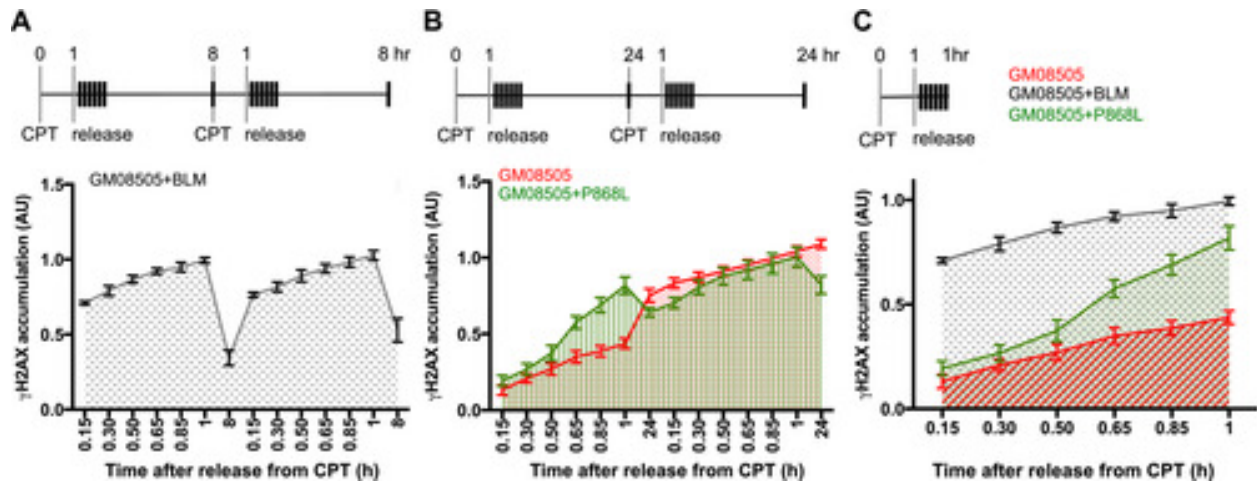 A
0 1 8 1 8 hr
CPT release CPT release
GM08505+BLM
γH2AX accumulation (AU)
1.5
1.0
0.5
0.0
0.15 0.30 0.50 0.65 0.85 1 8 0.15 0.30 0.50 0.65 0.85 1 8
Time after release from CPT (h)
B
0 1 24 1 24 hr
CPT release CPT release
GM08505
GM08505+P868L
γH2AX accumulation (AU)
1.5
1.0
0.5
0.0
0.15 0.30 0.50 0.65 0.85 1 24 0.15 0.30 0.50 0.65 0.85 1 24
Time after release from CPT (h)
C
0 1 1hr
CPT release
GM08505
GM08505+BLM
GM08505+P868L
γH2AX accumulation (AU)
1.0
0.5
0.0
0.15 0.30 0.50 0.65 0.85 1
Time after release from CPT (h)